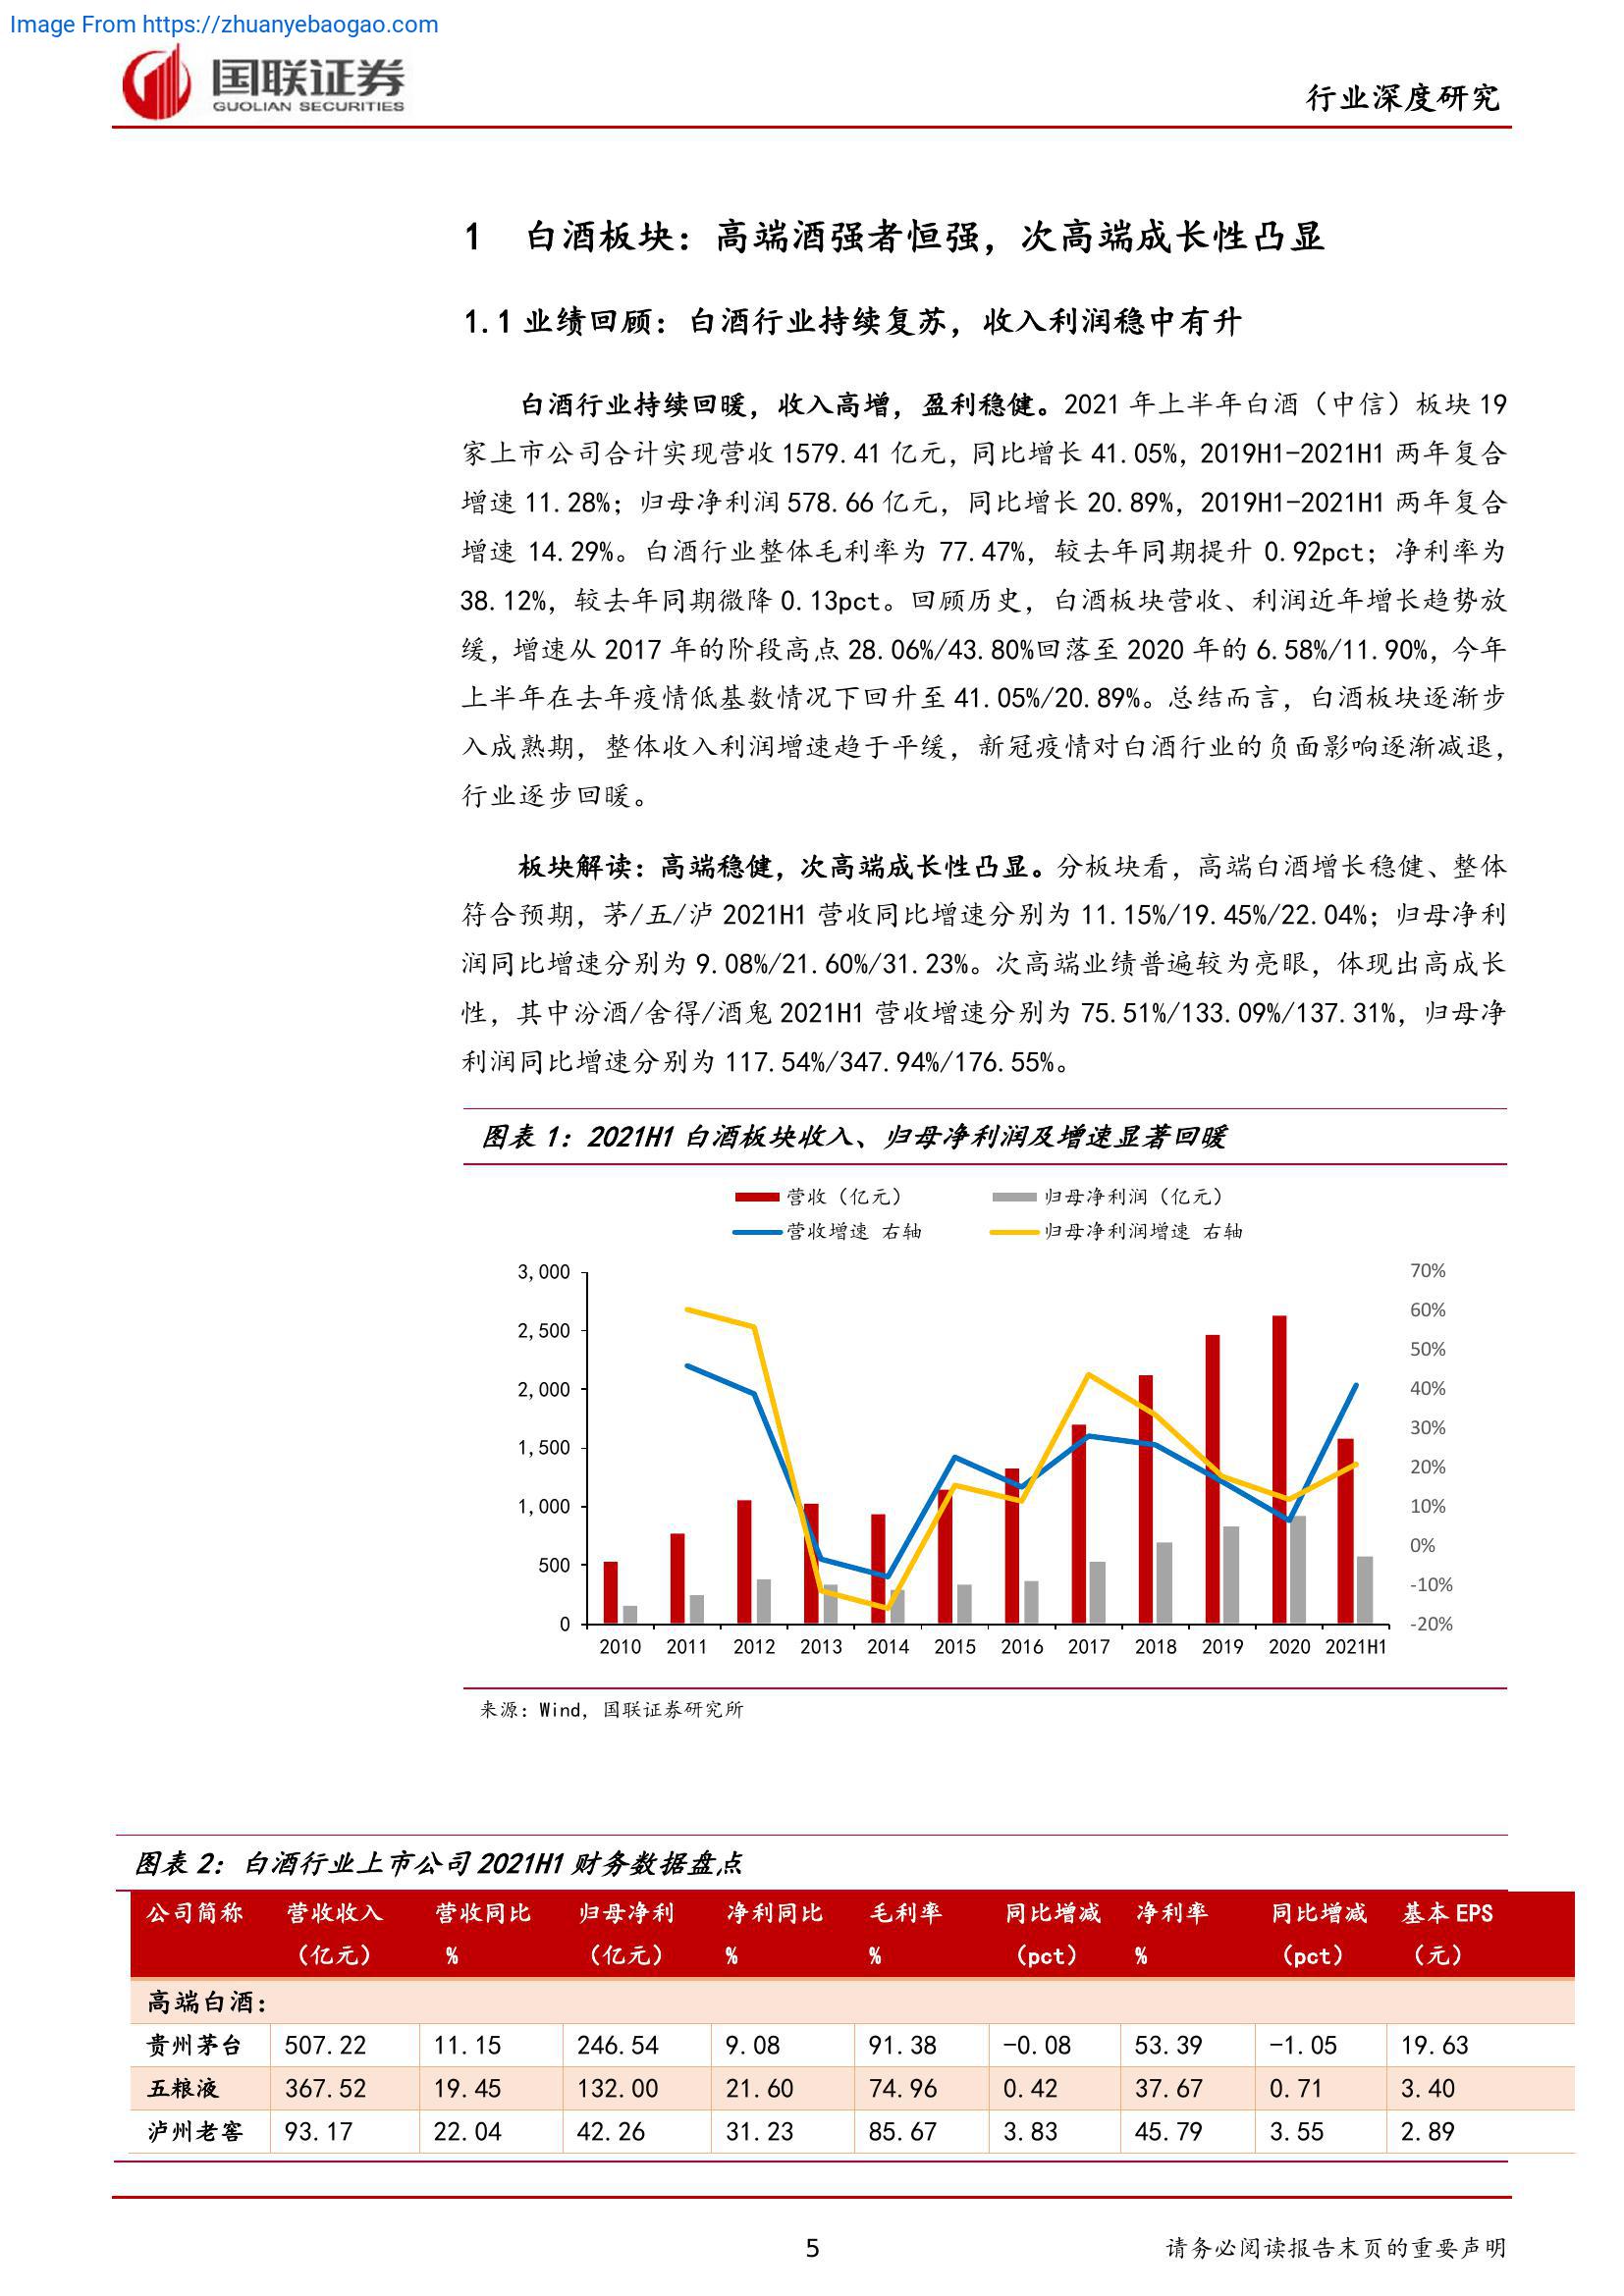 Image From https://zhuanyebaogao.com
国联证券
GUOLIAN SECURITIES
行业深度研究
1 白酒板块：高端酒强者恒强，次高端成长性凸显
1.1 业绩回顾：白酒行业持续复苏，收入利润稳中有升
白酒行业持续回暖，收入高增，盈利稳健。2021 年上半年白酒（中信）板块 19
家上市公司合计实现营收 1579.41 亿元，同比增长 41.05%，2019H1-2021H1 两年复合
增速 11.28%；归母净利润 578.66 亿元，同比增长 20.89%，2019H1-2021H1 两年复合
增速 14.29%。白酒行业整体毛利率为 77.47%，较去年同期提升 0.92pct；净利率为
38.12%，较去年同期微降 0.13pct。回顾历史，白酒板块营收、利润近年增长趋势放
缓，增速从 2017 年的阶段高点 28.06%/43.80%回落至 2020 年的 6.58%/11.90%，今年
上半年在去年疫情低基数情况下回升至 41.05%/20.89%。总结而言，白酒板块逐渐步
入成熟期，整体收入利润增速趋于平缓，新冠疫情对白酒行业的负面影响逐渐减退，
行业逐步回暖。
板块解读：高端稳健，次高端成长性凸显。分板块看，高端白酒增长稳健、整体
符合预期，茅/五/泸 2021H1 营收同比增速分别为 11.15%/19.45%/22.04%；归母净利
润同比增速分别为 9.08%/21.60%/31.23%。次高端业绩普遍较为亮眼，体现出高成长
性，其中汾酒/舍得/酒鬼 2021H1 营收增速分别为 75.51%/133.09%/137.31%，归母净
利润同比增速分别为 117.54%/347.94%/176.55%。
图表 1：2021H1 白酒板块收入、归母净利润及增速显著回暖
营收（亿元） 归母净利润（亿元）
营收增速 右轴 归母净利润增速 右轴
3,000 70%
60%
2,500 50%
2,000 40%
30%
1,500 20%
1,000 10%
0%
500 -10%
0 -20%
2010 2011 2012 2013 2014 2015 2016 2017 2018 2019 2020 2021H1
来源：Wind，国联证券研究所
图表 2：白酒行业上市公司 2021H1 财务数据盘点
公司简称 营收收入 营收同比 归母净利 净利同比 毛利率 同比增减 净利率 同比增减 基本 EPS
（亿元） % （亿元） % % （pct） % （pct） （元）
高端白酒：
贵州茅台 507.22 11.15 246.54 9.08 91.38 -0.08 53.39 -1.05 19.63
五粮液 367.52 19.45 132.00 21.60 74.96 0.42 37.67 0.71 3.40
泸州老窖 93.17 22.04 42.26 31.23 85.67 3.83 45.79 3.55 2.89
5 请务必阅读报告末页的重要声明